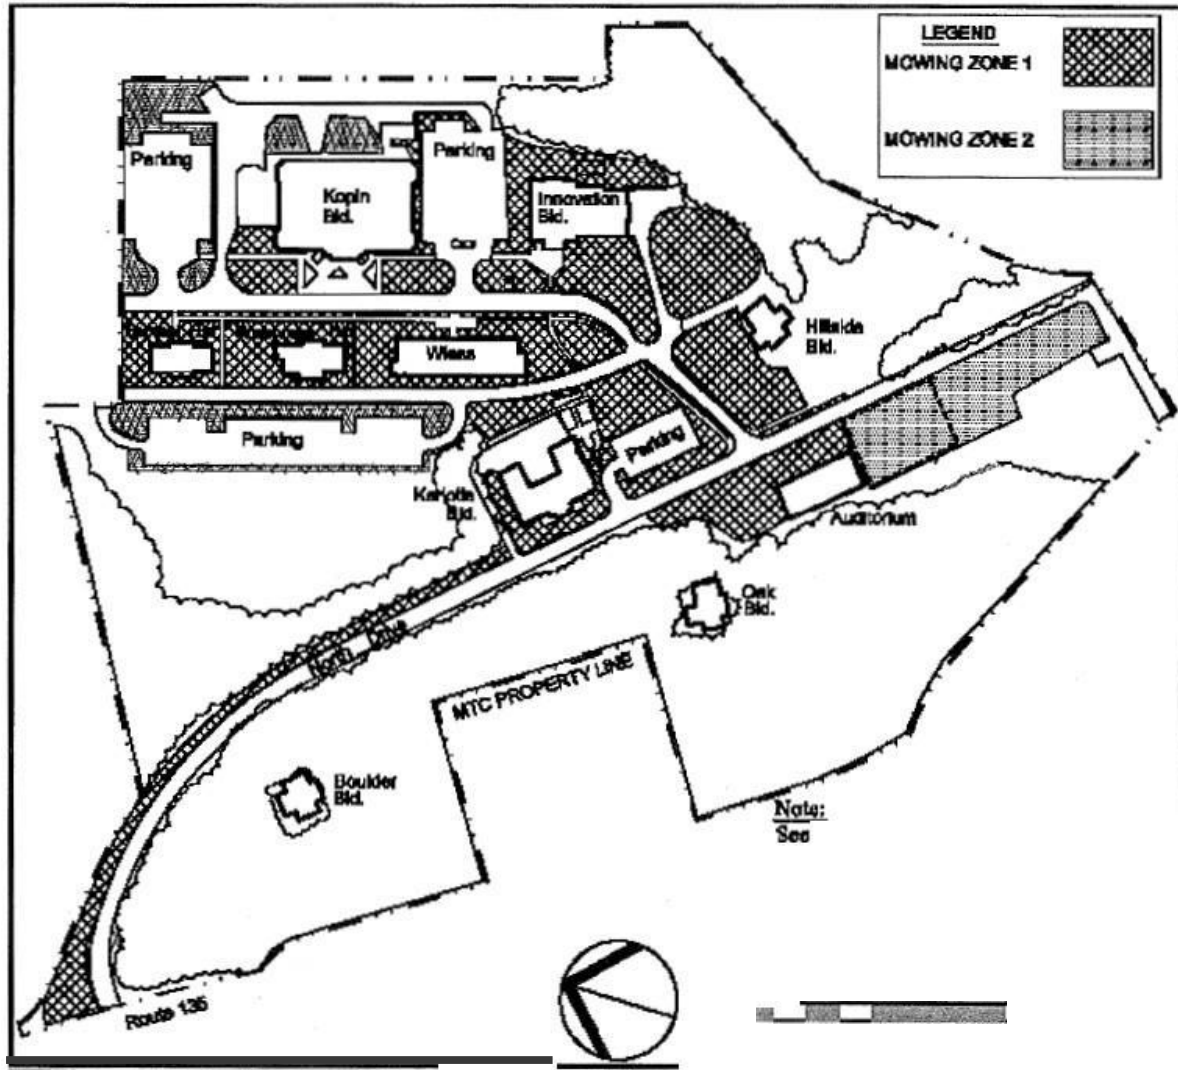 LEGEND
MOWING ZONE 1
MOWING ZONE 2
Parking
Parking
Kopin
Bld.
Innovation
Bld.
Wiess
Hillside
Bld.
Parking
Parking
Bld.
Auditorium
Oak
Bld.
North Drive
MTC PROPERTY LINE
Boulder
Bld.
Note:
See
Route 135